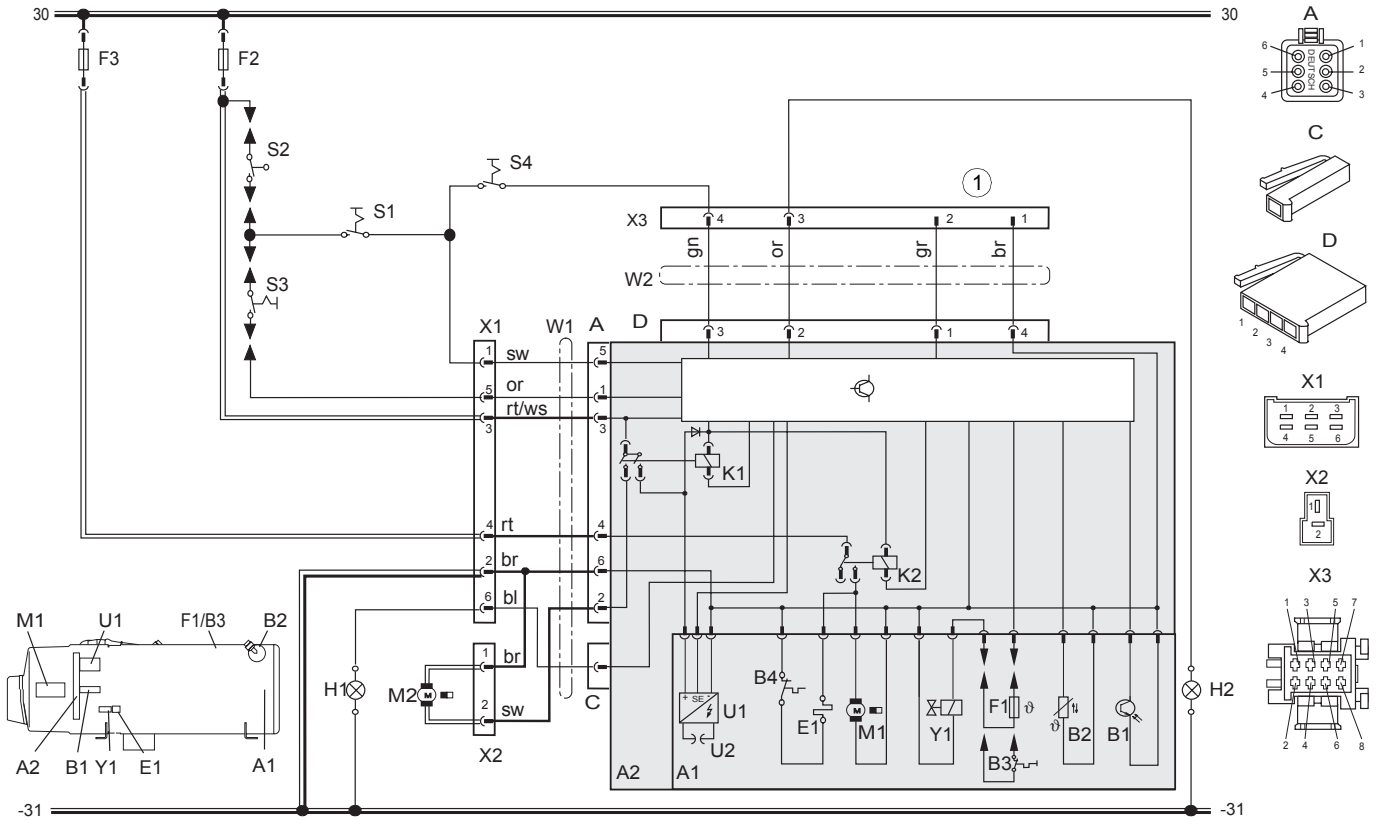 30
30
F3
F2
A
6
1
5
2
4
3
DEUTSCH
S2
S4
C
S1
1
X3
4
3
2
1
gn
or
gr
br
S3
W2
D
1
2
3
4
X1
W1
A
D
3
2
1
4
1
sw
5
5
or
1
rt/ws
3
3
X1
1
2
3
4
5
6
K1
X2
1
2
4
rt
4
2
br
6
K2
6
bl
2
X3
1
3
5
7
2
4
6
8
M1
U1
F1/B3
B2
A2
B1
Y1
E1
A1
H1
M2
M
1
br
2
sw
X2
C
+
SE
-
U1
U2
B4
E1
M
M1
Y1
F1
ϑ
B3
ϑ
B2
B1
H2
A2
A1
-31
-31